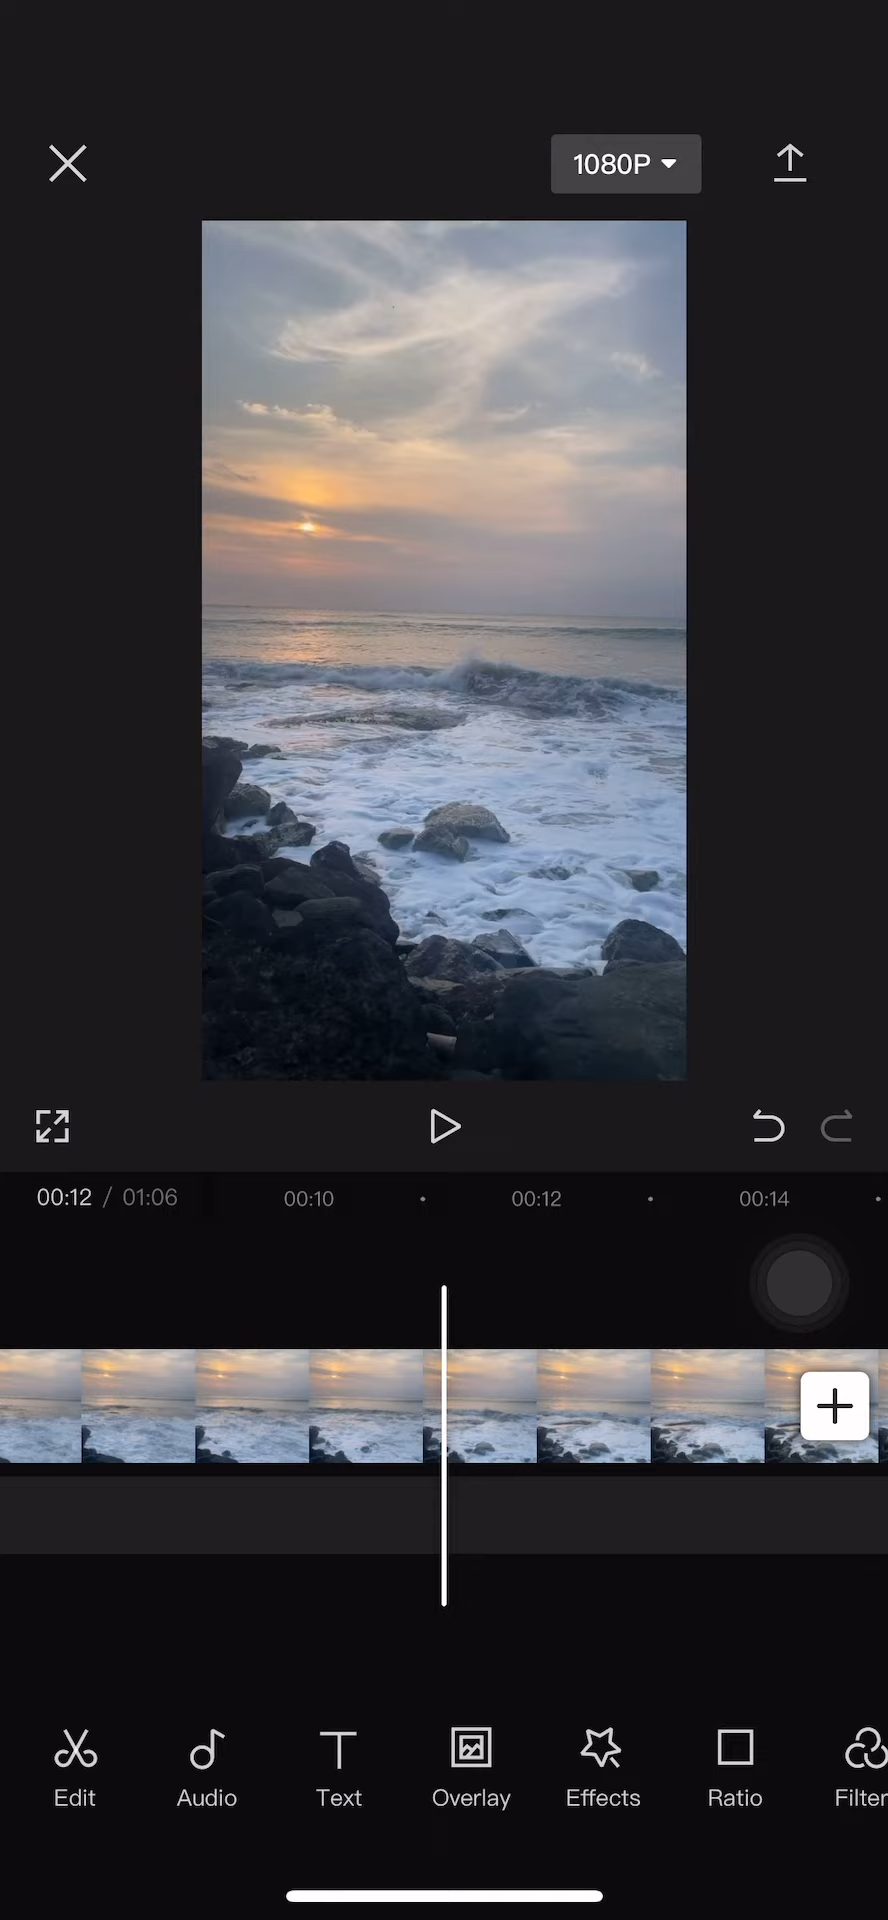 1080P
00:12 / 01:06
00:10
00:12
00:14
Edit
Audio
Text
Overlay
Effects
Ratio
Filter